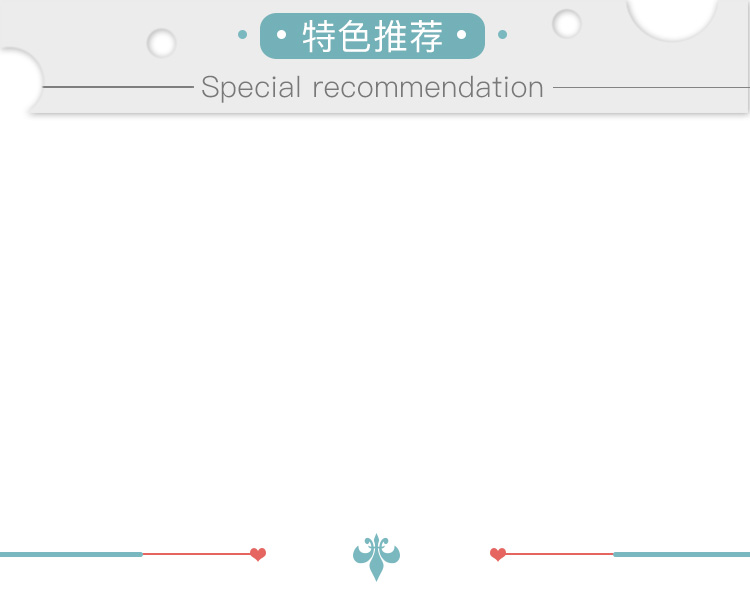 特色推荐
Special recommendation